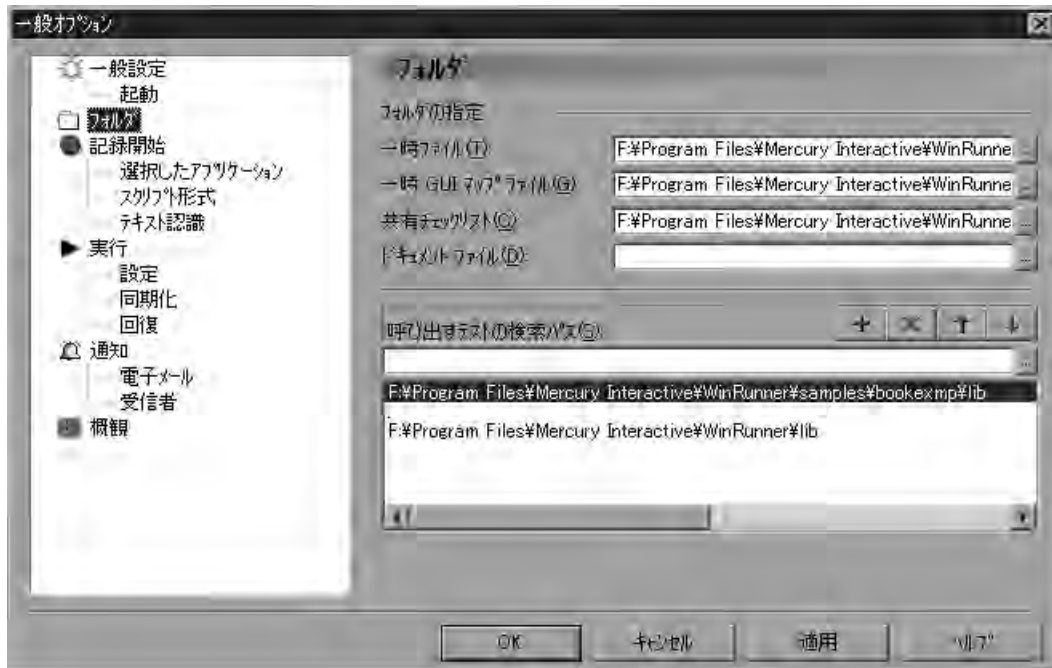 一般ｵﾌﾟｼｮﾝ
一般設定
起動
ﾌｫﾙﾀﾞ
記録開始
選択したｱﾌﾟﾘｹｰｼｮﾝ
ｽｸﾘﾌﾟﾄ形式
ﾃｷｽﾄ認識
実行
設定
同期化
回復
通知
電子ﾒｰﾙ
受信者
概観
ﾌｫﾙﾀﾞ
ﾌｫﾙﾀﾞの指定
一時ﾌｧｲﾙ(T):
F:¥Program Files¥Mercury Interactive¥WinRunne ...
一時 GUI ﾏｯﾌﾟ ﾌｧｲﾙ(G):
F:¥Program Files¥Mercury Interactive¥WinRunne ...
共有ﾁｪｯｸﾘｽﾄ(C):
F:¥Program Files¥Mercury Interactive¥WinRunne ...
ﾄﾞｷｭﾒﾝﾄ ﾌｧｲﾙ(D):
...
呼び出すﾃｽﾄの検索ﾊﾟｽ(S):
...
F:¥Program Files¥Mercury Interactive¥WinRunner¥samples¥bookexmp¥lib
F:¥Program Files¥Mercury Interactive¥WinRunner¥lib
OK
ｷｬﾝｾﾙ
適用
ﾍﾙﾌﾟ